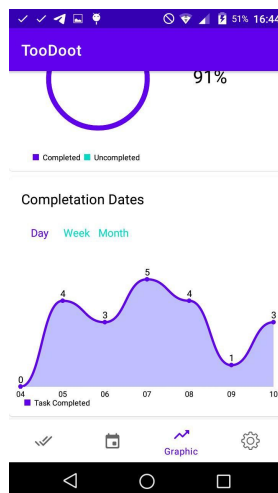 51% 16:44
TooDoot
91%
Completed Uncompleted
Completation Dates
Day Week Month
5
4
4
3
3
1
0
04 05 06 07 08 09 10
Task Completed
Graphic